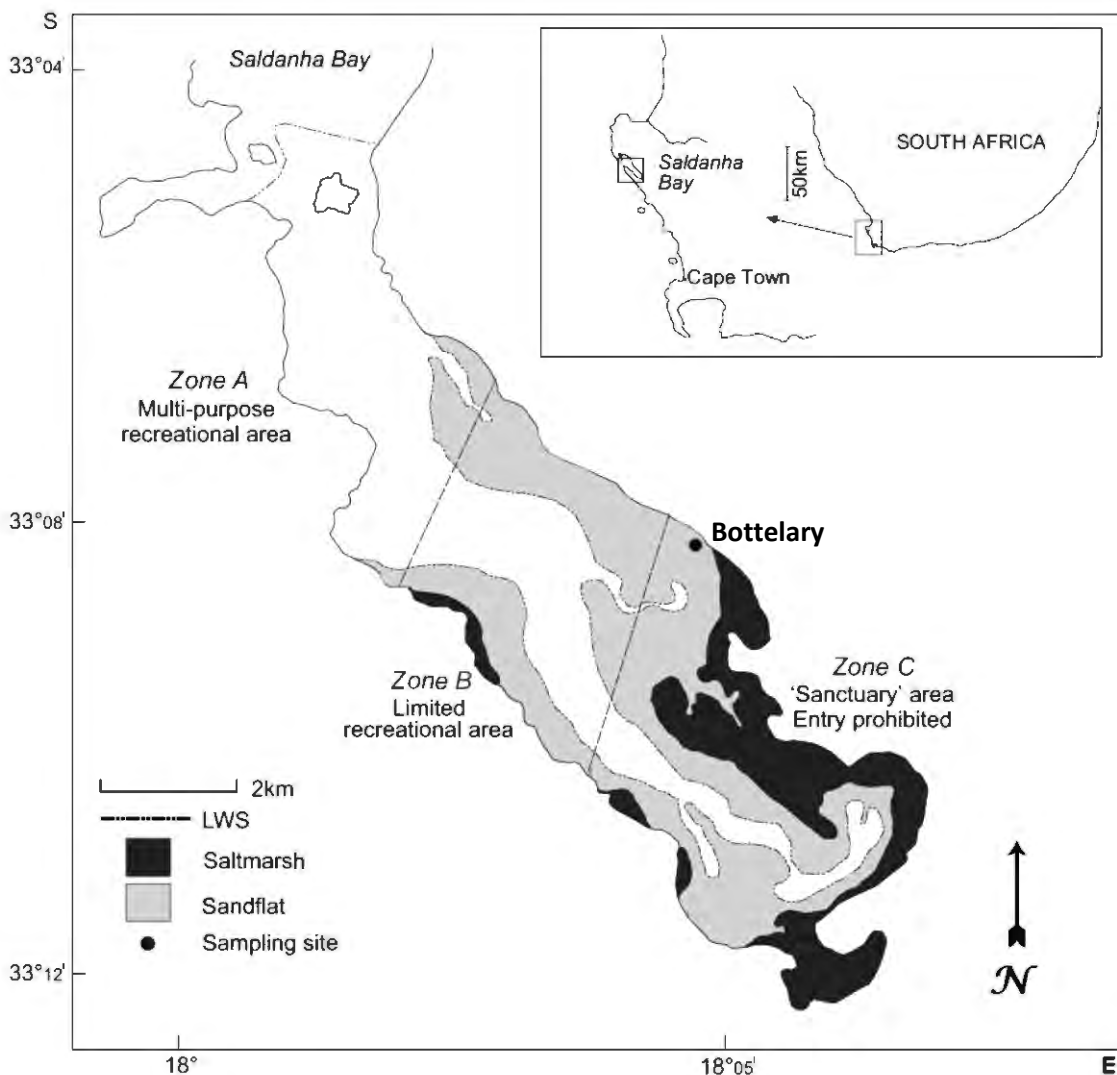 S
33°04'
Saldanha Bay
SOUTH AFRICA
Saldanha
Bay
50km
Cape Town
Zone A
Multi-purpose
recreational area
33°08'
Bottelary
Zone B
Limited
recreational area
Zone C
‘Sanctuary’ area
Entry prohibited
2km
LWS
Saltmarsh
Sandflat
Sampling site
33°12'
N
18°
18°05'
E